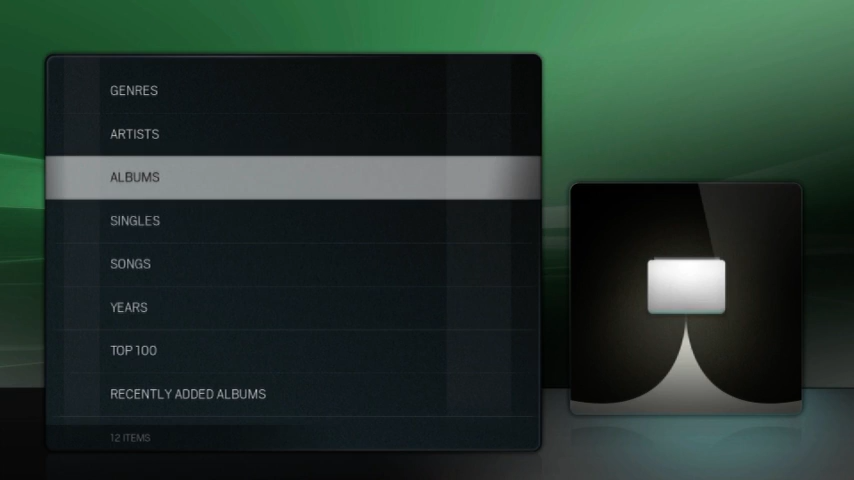 GENRES
ARTISTS
ALBUMS
SINGLES
SONGS
YEARS
TOP 100
RECENTLY ADDED ALBUMS
12 ITEMS